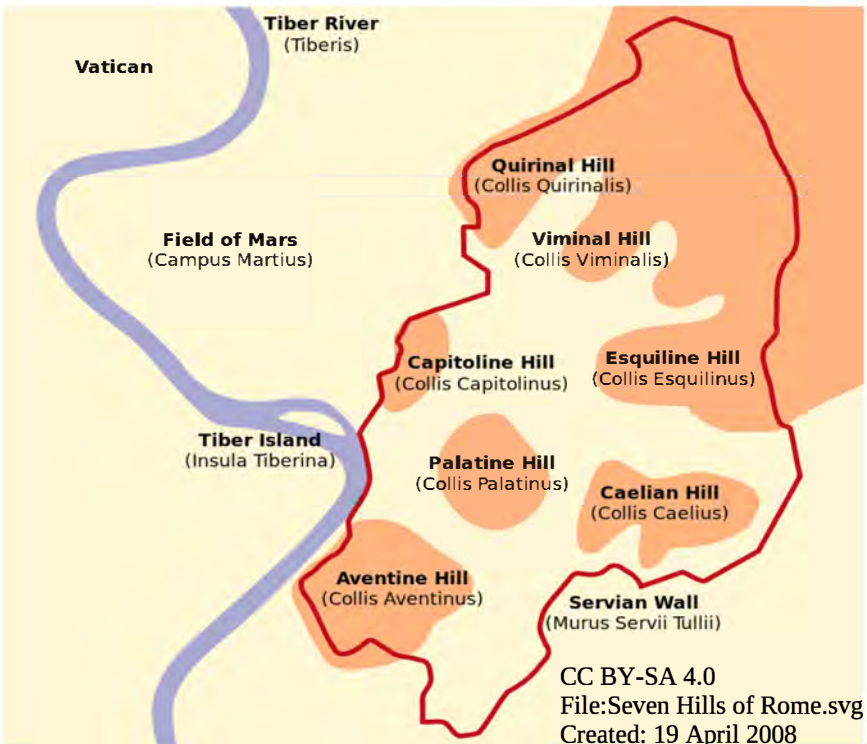 Tiber River
(Tiberis)
Vatican
Quirinal Hill
(Collis Quirinalis)
Field of Mars
(Campus Martius)
Viminal Hill
(Collis Viminalis)
Capitoline Hill
(Collis Capitolinus)
Esquiline Hill
(Collis Esquilinus)
Tiber Island
(Insula Tiberina)
Palatine Hill
(Collis Palatinus)
Caelian Hill
(Collis Caelius)
Aventine Hill
(Collis Aventinus)
Servian Wall
(Murus Servii Tullii)
CC BY-SA 4.0
File:Seven Hills of Rome.svg
Created: 19 April 2008